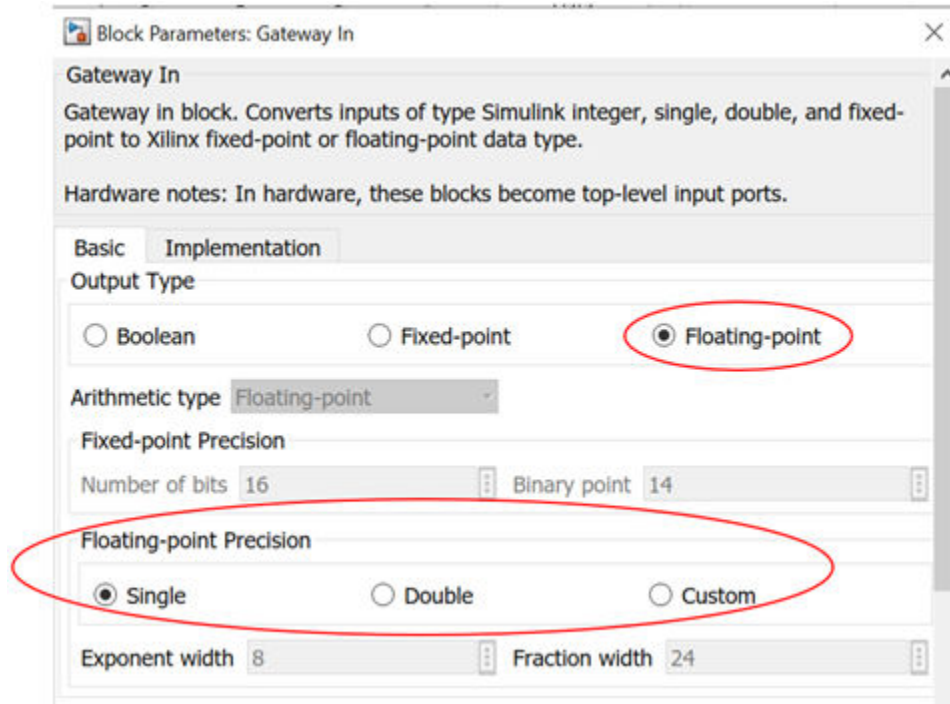 Block Parameters: Gateway In
Gateway In
Gateway in block. Converts inputs of type Simulink integer, single, double, and fixed-
point to Xilinx fixed-point or floating-point data type.
Hardware notes: In hardware, these blocks become top-level input ports.
Basic Implementation
Output Type
Boolean Fixed-point Floating-point
Arithmetic type Floating-point
Fixed-point Precision
Number of bits 16 Binary point 14
Floating-point Precision
Single Double Custom
Exponent width 8 Fraction width 24